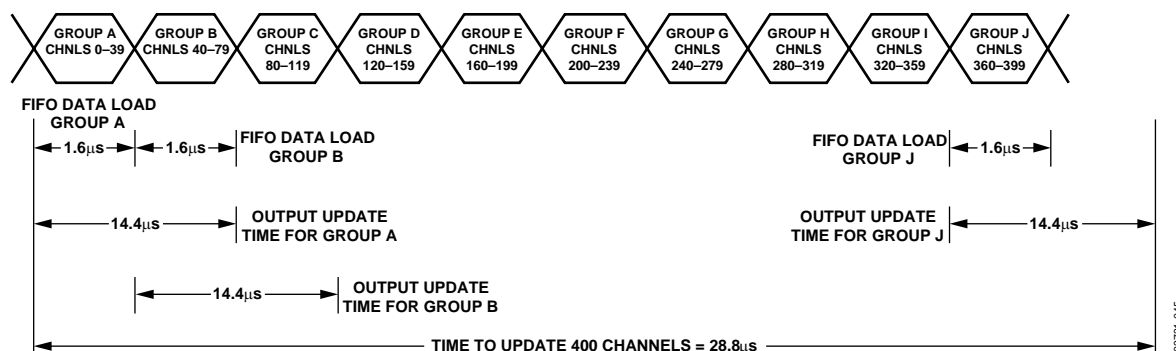 GROUP A
CHNLS 0–39
GROUP B
CHNLS 40–79
GROUP C
CHNLS
80–119
GROUP D
CHNLS
120–159
GROUP E
CHNLS
160–199
GROUP F
CHNLS
200–239
GROUP G
CHNLS
240–279
GROUP H
CHNLS
280–319
GROUP I
CHNLS
320–359
GROUP J
CHNLS
360–399
FIFO DATA LOAD
GROUP A
1.6μs
1.6μs
FIFO DATA LOAD
GROUP B
FIFO DATA LOAD
GROUP J
1.6μs
14.4μs
OUTPUT UPDATE
TIME FOR GROUP A
OUTPUT UPDATE
TIME FOR GROUP J
14.4μs
14.4μs
OUTPUT UPDATE
TIME FOR GROUP B
TIME TO UPDATE 400 CHANNELS = 28.8μs